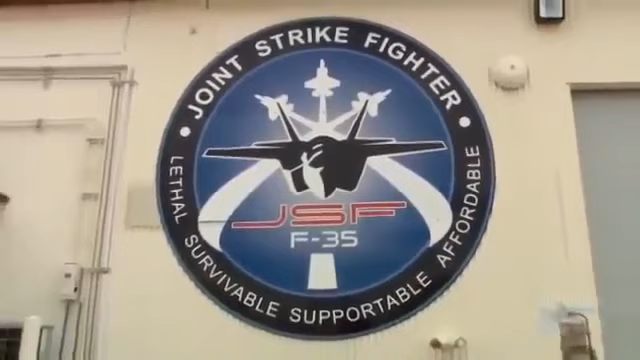 JOINT STRIKE FIGHTER
JSF
F-35
LETHAL SURVIVABLE SUPPORTABLE AFFORDABLE